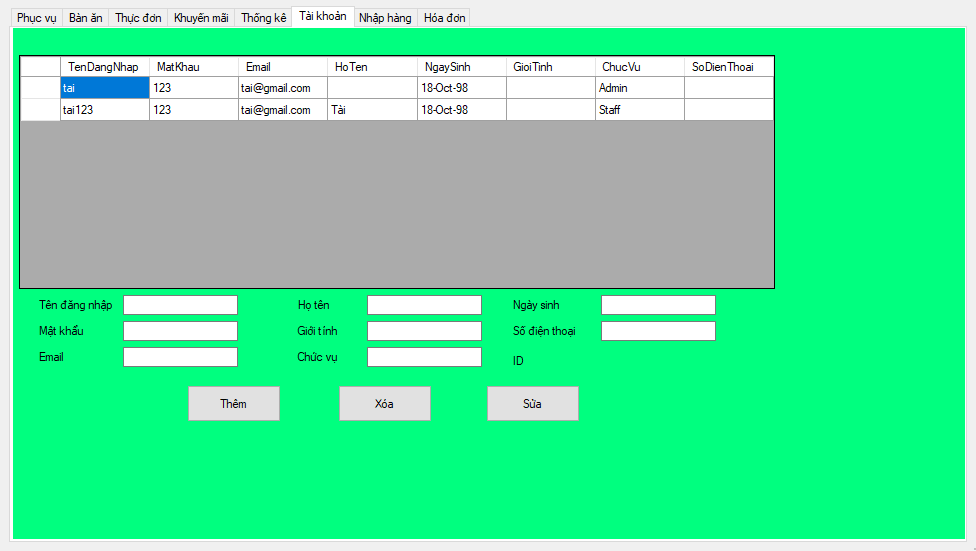 Phục vụ Bàn ăn Thực đơn Khuyến mãi Thống kê Tài khoản Nhập hàng Hóa đơn
TenDangNhap MatKhau Email HoTen NgaySinh GioiTinh ChucVu SoDienThoai
tai 123 tai@gmail.com 18-Oct-98 Admin
tai123 123 tai@gmail.com Tài 18-Oct-98 Staff
Tên đăng nhập Họ tên Ngày sinh
Mật khẩu Giới tính Số điện thoại
Email Chức vụ ID
Thêm Xóa Sửa